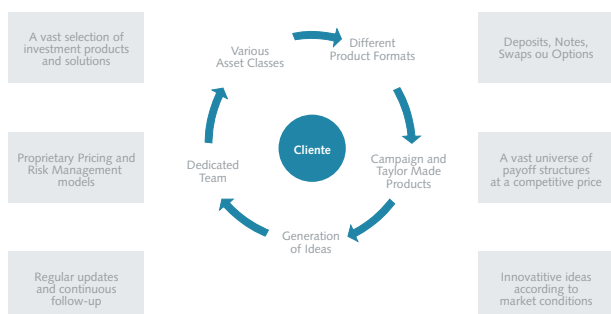 A vast selection of
investment products
and solutions
Proprietary Pricing and
Risk Management
models
Regular updates
and continuous
follow-up
Various
Asset Classes
Different
Product Formats
Campaign and
Taylor Made
Products
Generation
of Ideas
Dedicated
Team
Cliente
Deposits, Notes,
Swaps ou Options
A vast universe of
payoff structures
at a competitive price
Innovatitive ideas
according to
market conditions